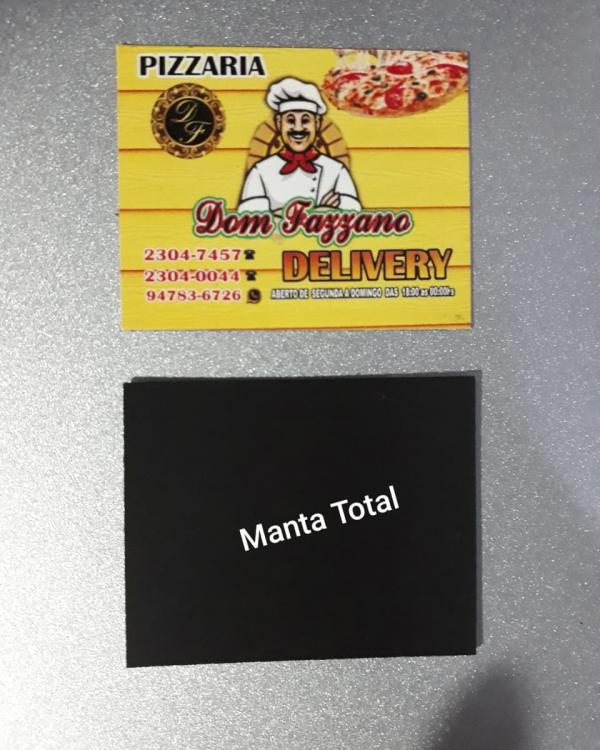 PIZZARIA
D F
Dom Fazzano
2304-7457
2304-0044
94783-6726
DELIVERY
ABERTO DE SEGUNDA A DOMINGO DAS 18:00 as 00:00hs
Manta Total